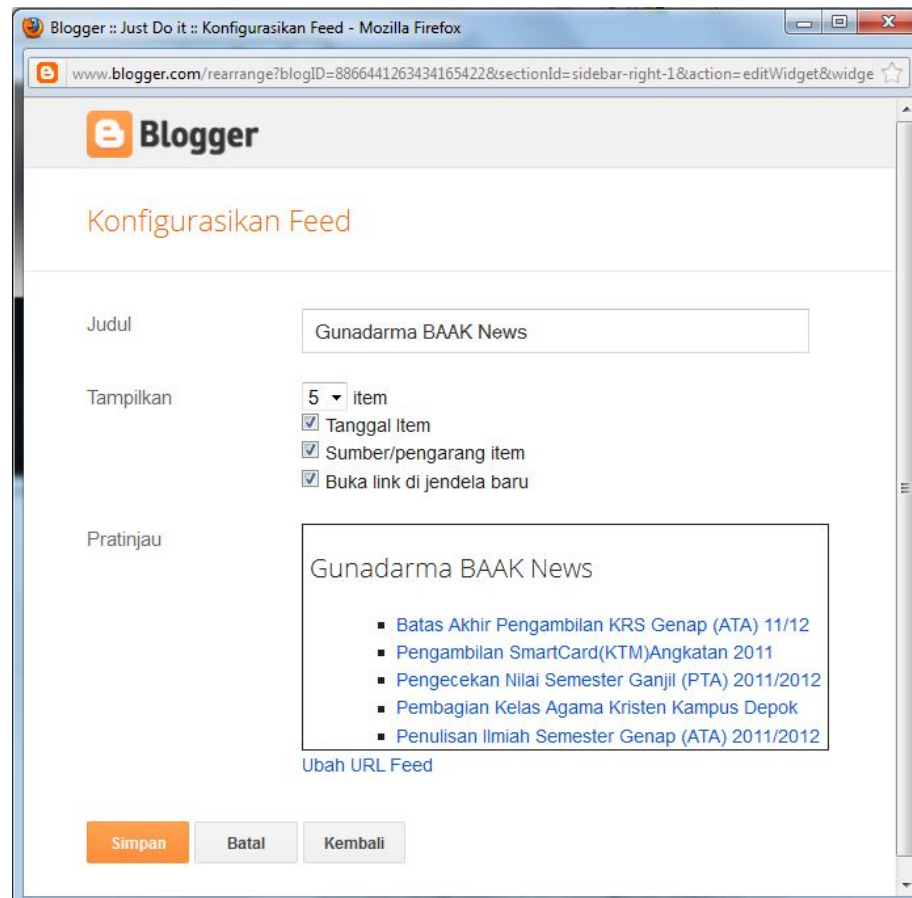 Blogger :: Just Do it :: Konfigurasikan Feed - Mozilla Firefox
www.blogger.com/rearrange?blogID=8866441263434165422&sectionId=sidebar-right-1&action=editWidget&widge
Blogger
Konfigurasikan Feed
Judul
Gunadarma BAAK News
Tampilkan
5 item
Tanggal Item
Sumber/pengarang item
Buka link di jendela baru
Pratinjau
Gunadarma BAAK News
Batas Akhir Pengambilan KRS Genap (ATA) 11/12
Pengambilan SmartCard(KTM)Angkatan 2011
Pengecekan Nilai Semester Ganjil (PTA) 2011/2012
Pembagian Kelas Agama Kristen Kampus Depok
Penulisan Ilmiah Semester Genap (ATA) 2011/2012
Ubah URL Feed
Simpan Batal Kembali